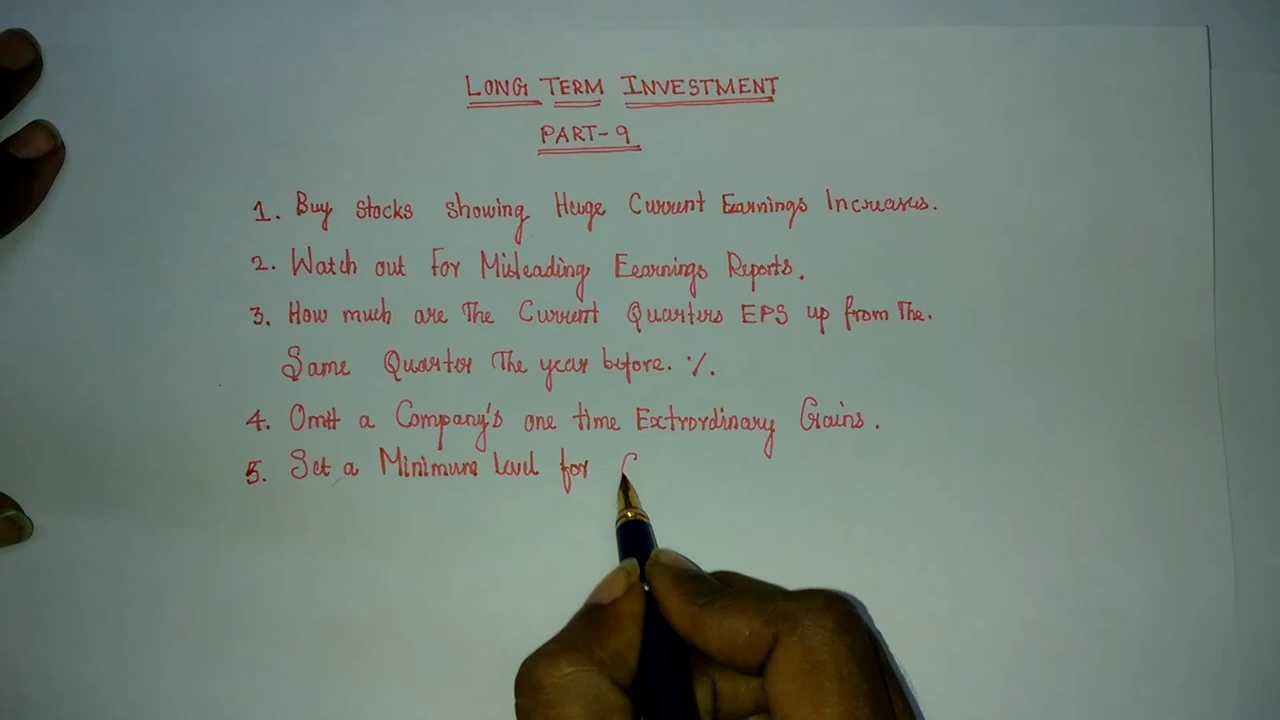 LONG TERM INVESTMENT
PART-9
1. Buy stocks showing Huge Current Earnings Increases.
2. Watch out for Misleading Eearnings Reports.
3. How much are The Current Quarters EPS up from The.
Same Quarter The year before. %.
4. Omit a Company's one time Extrordinary Gains.
5. Set a Minimum level for